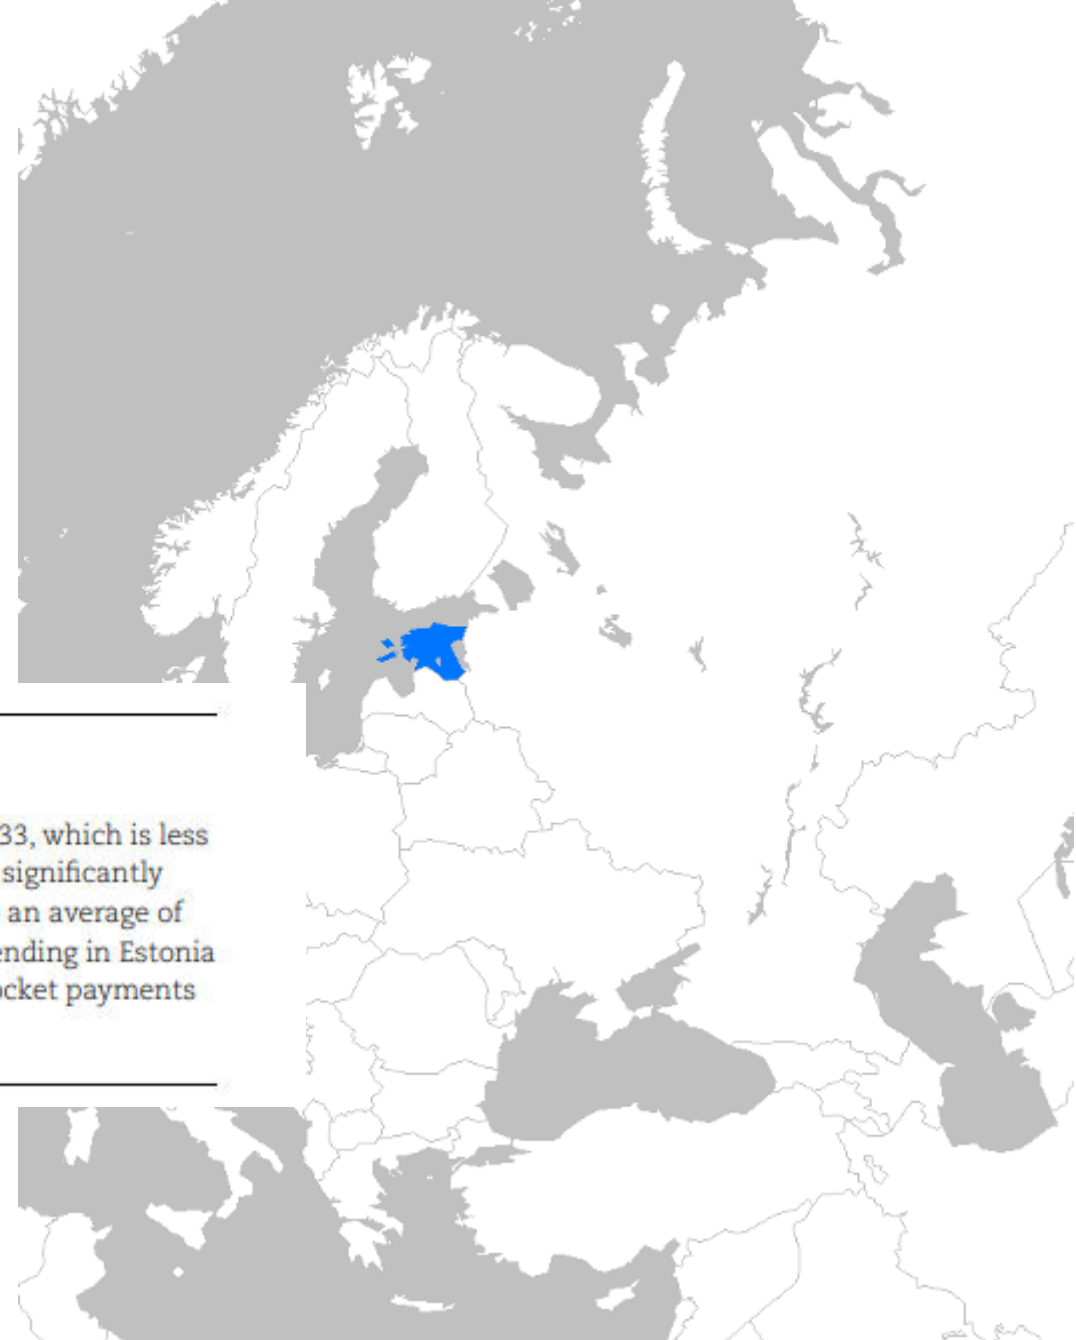 33, which is less
significantly
an average of
ending in Estonia
ocket payments